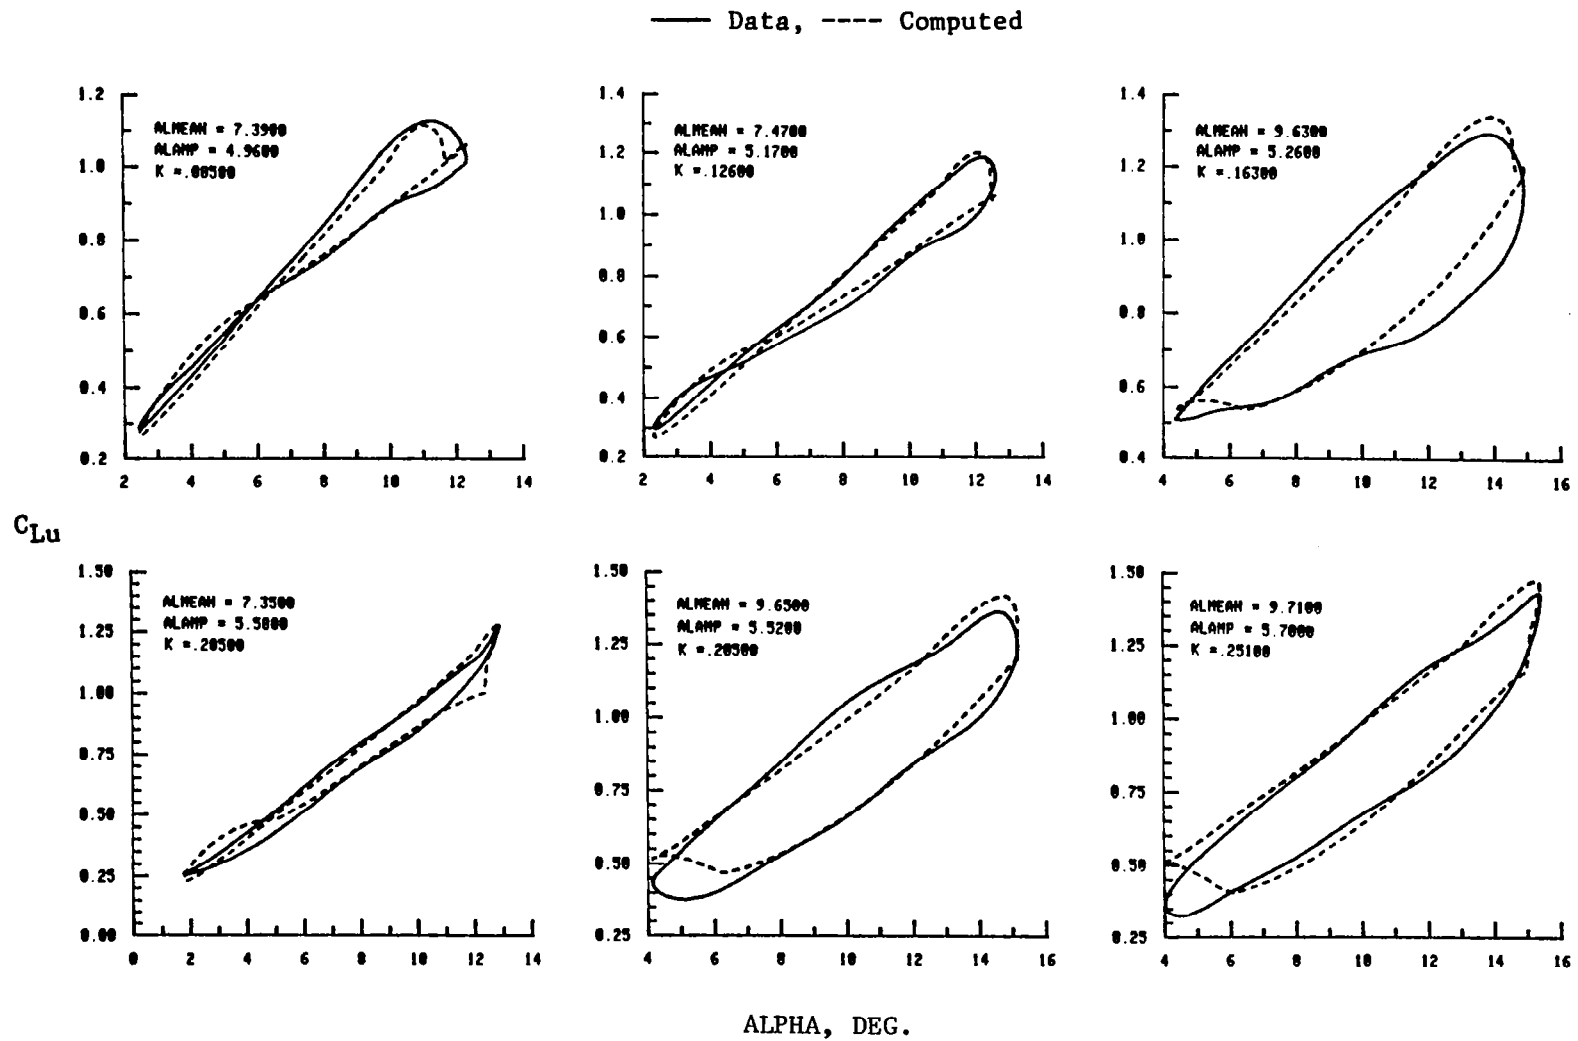 Data, ---- Computed
ALMEAN = 7.3900
ALAMP = 4.9600
K =.08500
1.2
1.0
0.8
0.6
0.4
0.2
2 4 6 8 10 12 14
ALMEAN = 7.4700
ALAMP = 5.1700
K =.12600
1.4
1.2
1.0
0.8
0.6
0.4
0.2
2 4 6 8 10 12 14
ALMEAN = 9.6300
ALAMP = 5.2600
K =.16300
1.4
1.2
1.0
0.8
0.6
0.4
4 6 8 10 12 14 16
CLu
ALMEAN = 7.3500
ALAMP = 5.5000
K =.20500
1.50
1.25
1.00
0.75
0.50
0.25
0.00
0 2 4 6 8 10 12 14
ALMEAN = 9.6500
ALAMP = 5.5200
K =.20500
1.50
1.25
1.00
0.75
0.50
0.25
4 6 8 10 12 14 16
ALMEAN = 9.7100
ALAMP = 5.7000
K =.25100
1.50
1.25
1.00
0.75
0.50
0.25
4 6 8 10 12 14 16
ALPHA, DEG.